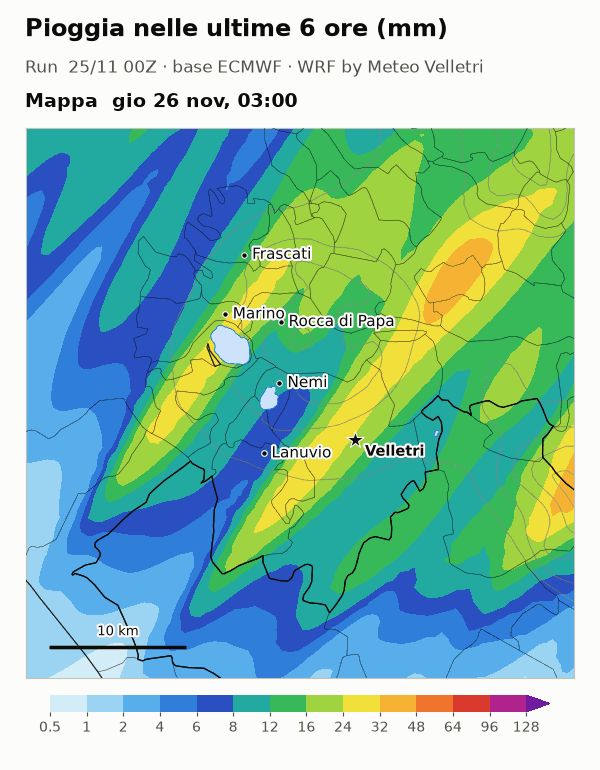 Pioggia nelle ultime 6 ore (mm)
Run 25/11 00Z · base ECMWF · WRF by Meteo Velletri
Mappa gio 26 nov, 03:00
Frascati
Marino
Rocca di Papa
Nemi
Velletri
Lanuvio
10 km
0.5 1 2 4 6 8 12 16 24 32 48 64 96 128